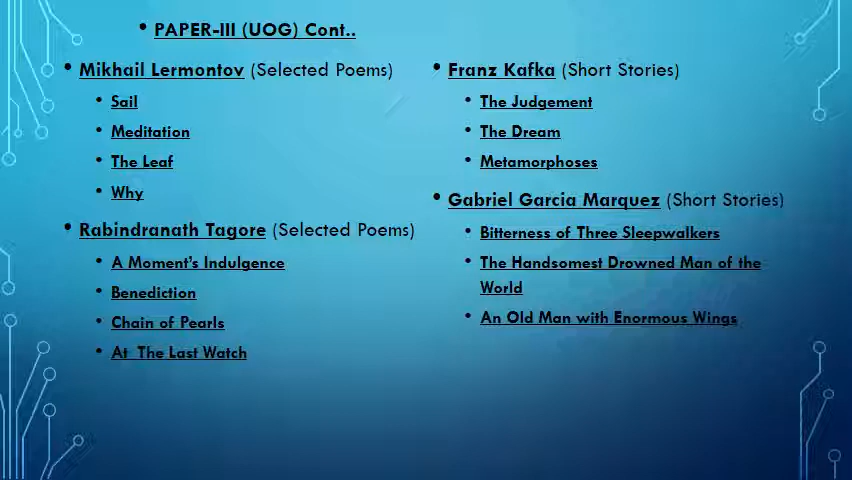 PAPER-III (UOG) Cont..
Mikhail Lermontov (Selected Poems)
Sail
Meditation
The Leaf
Why
Rabindranath Tagore (Selected Poems)
A Moment's Indulgence
Benediction
Chain of Pearls
At The Last Watch
Franz Kafka (Short Stories)
The Judgement
The Dream
Metamorphoses
Gabriel Garcia Marquez (Short Stories)
Bitterness of Three Sleepwalkers
The Handsomest Drowned Man of the
World
An Old Man with Enormous Wings